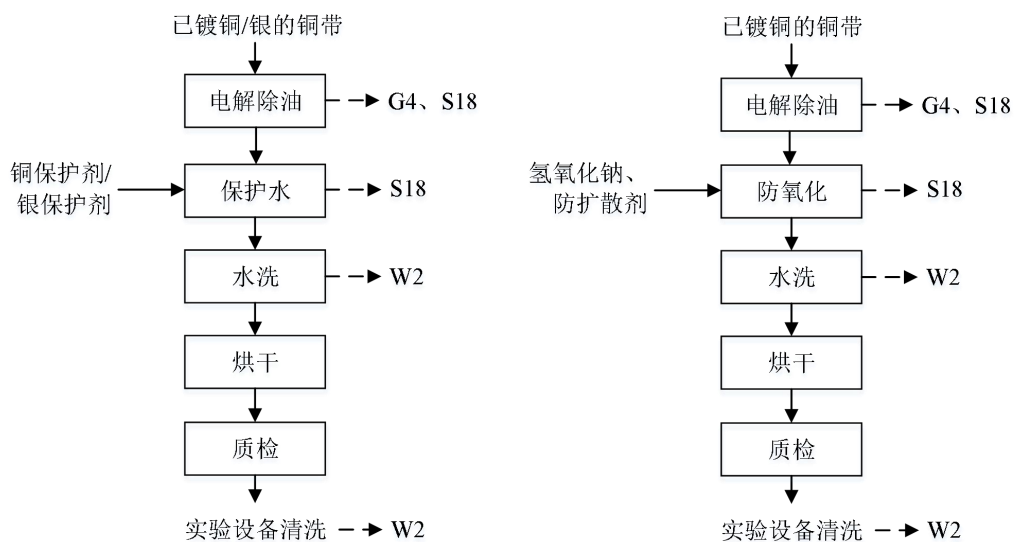 已镀铜/银的铜带
电解除油
G4、S18
铜保护剂/
银保护剂
保护水
S18
水洗
W2
烘干
质检
实验设备清洗
W2
已镀铜的铜带
电解除油
G4、S18
氢氧化钠、
防扩散剂
防氧化
S18
水洗
W2
烘干
质检
实验设备清洗
W2